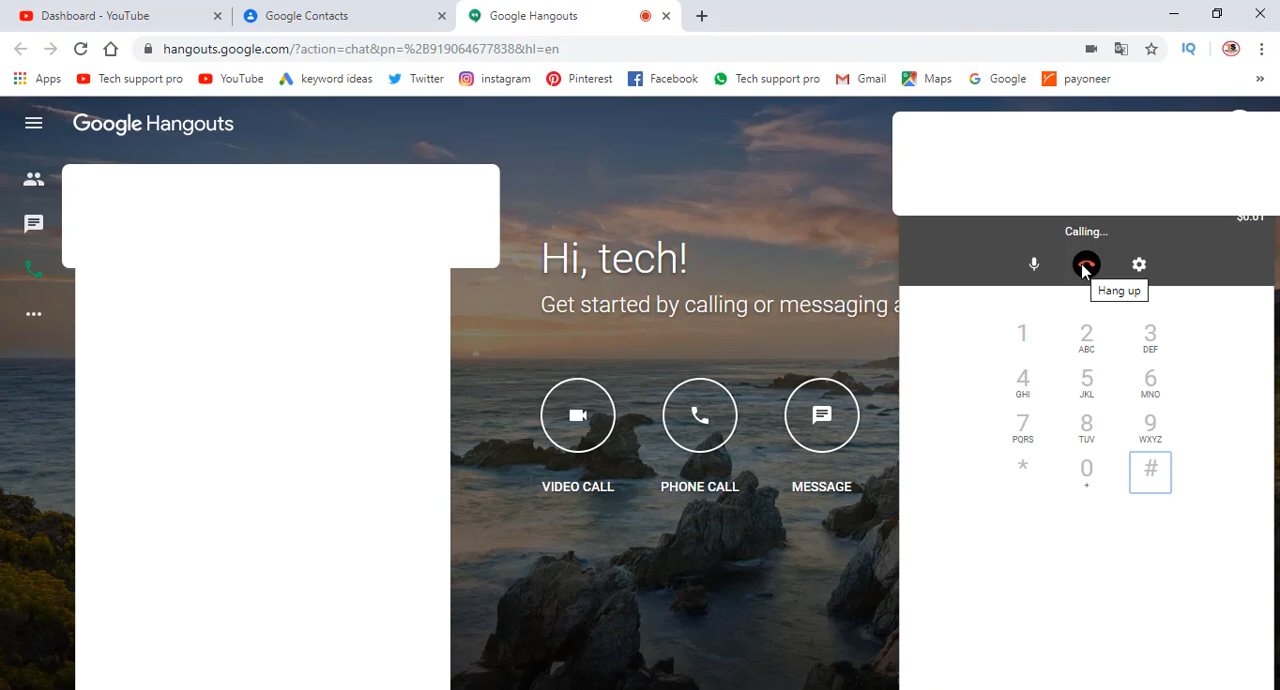 Dashboard - YouTube
Google Contacts
Google Hangouts
hangouts.google.com/?action=chat&pn=%2B919064677838&hl=en
IQ
Apps Tech support pro YouTube keyword ideas Twitter instagram Pinterest Facebook Tech support pro Gmail Maps Google payoneer »
Google Hangouts
Hi, tech!
Get started by calling or messaging a
VIDEO CALL PHONE CALL MESSAGE
$0.01
Calling...
Hang up
1 2 3
ABC DEF
4 5 6
GHI JKL MNO
7 8 9
PQRS TUV WXYZ
* 0 #
+